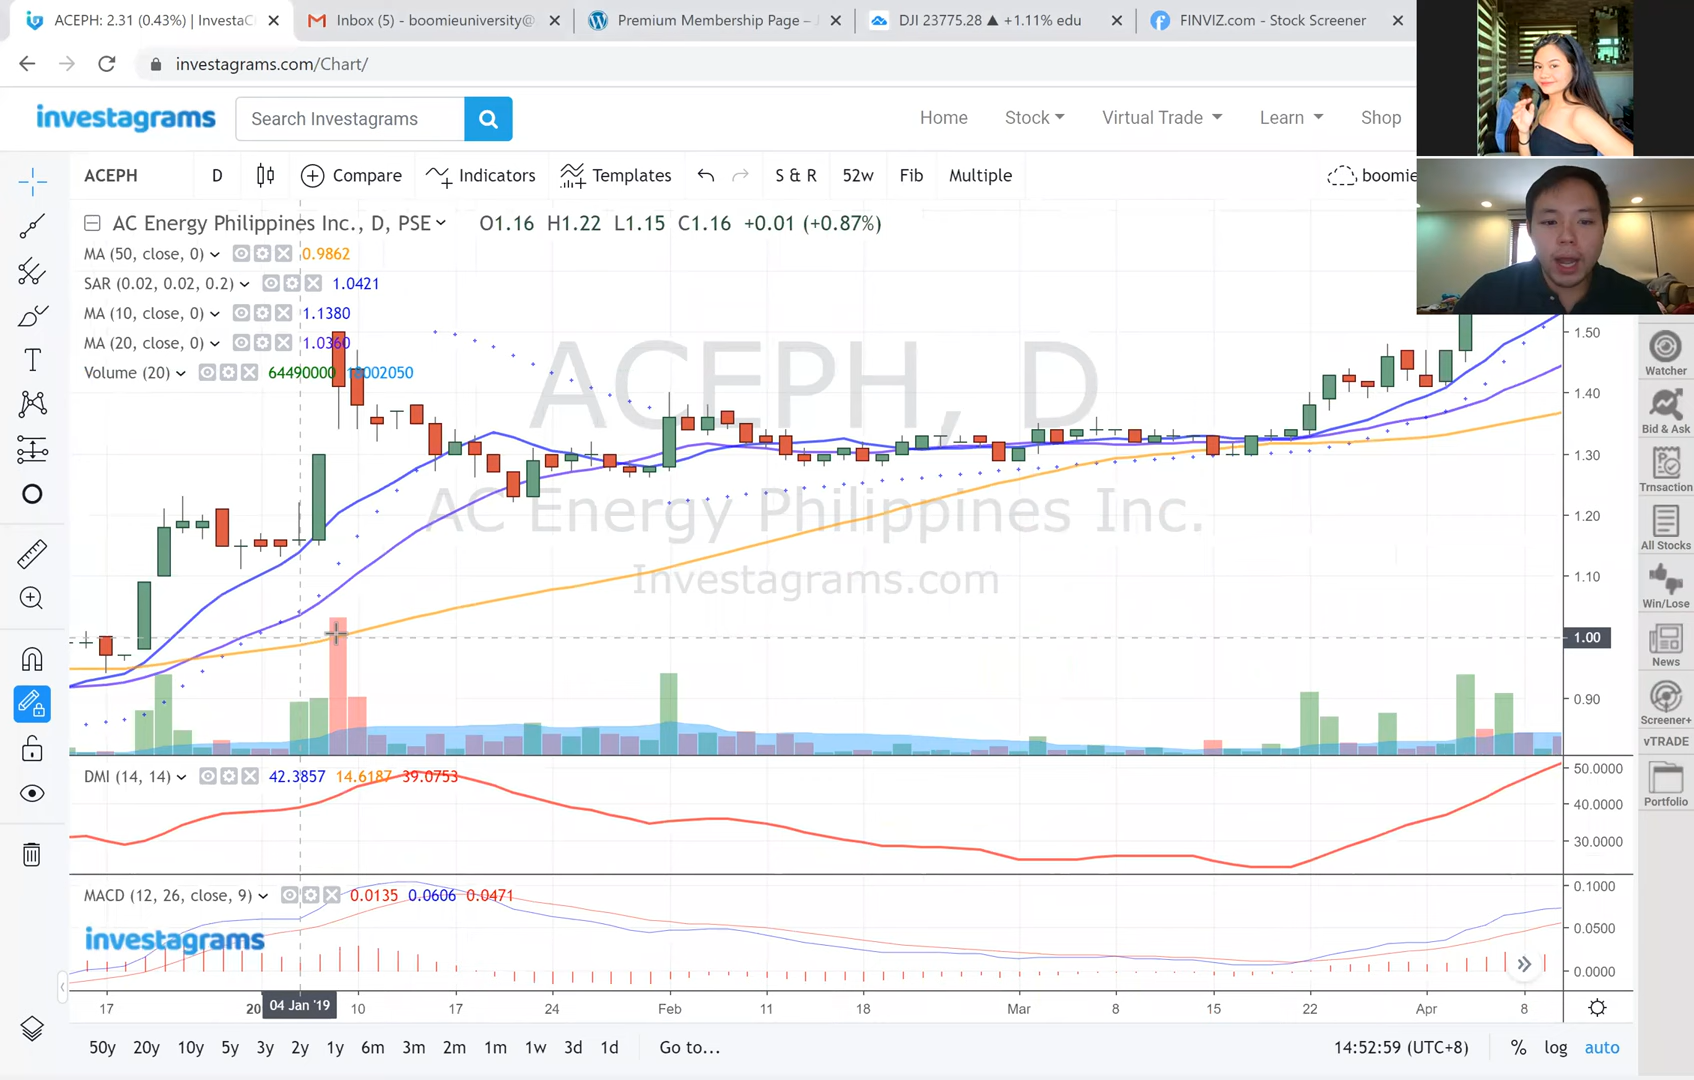 ACEPH: 2.31 (0.43%) | InvestaC
Inbox (5) - boomieuniversity@
Premium Membership Page –
DJI 23775.28 ▲ +1.11% edu
FINVIZ.com - Stock Screener
investagrams.com/Chart/
investagrams
Search Investagrams
Home
Stock
Virtual Trade
Learn
Shop
ACEPH
D
Compare
Indicators
Templates
S & R
52w
Fib
Multiple
boomie
AC Energy Philippines Inc., D, PSE
O1.16 H1.22 L1.15 C1.16 +0.01 (+0.87%)
MA (50, close, 0) 0.9862
SAR (0.02, 0.02, 0.2) 1.0421
MA (10, close, 0) 1.1380
MA (20, close, 0) 1.0360
Volume (20) 64490000
ACEPH, D
AC Energy Philippines Inc.
Investagrams.com
1.50
1.40
1.30
1.20
1.10
1.00
0.90
DMI (14, 14) 42.3857 14.6187 39.0753
50.0000
40.0000
30.0000
MACD (12, 26, close, 9) 0.0135 0.0606 0.0471
investagrams
0.1000
0.0500
0.0000
17
20
04 Jan '19
10
17
24
Feb
11
18
Mar
8
15
22
Apr
8
50y 20y 10y 5y 3y 2y 1y 6m 3m 2m 1m 1w 3d 1d
Go to...
14:52:59 (UTC+8)
%
log
auto
Watcher
Bid & Ask
Trnsaction
All Stocks
Win/Lose
News
Screener+
vTRADE
Portfolio